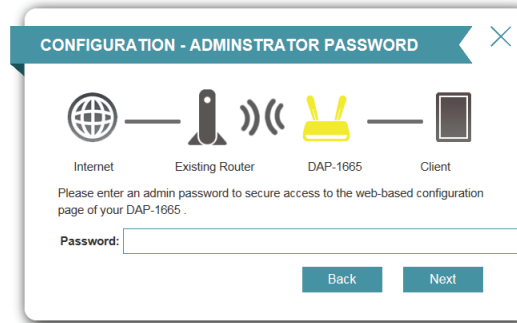 CONFIGURATION - ADMINSTRATOR PASSWORD
Internet Existing Router DAP-1665 Client
Please enter an admin password to secure access to the web-based configuration
page of your DAP-1665 .
Password:
Back Next